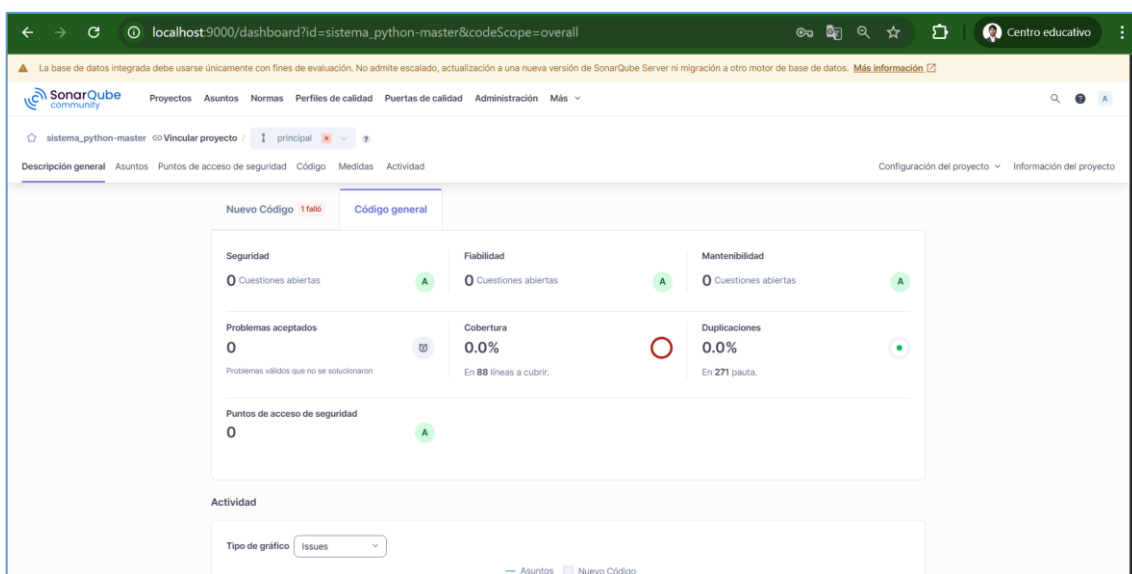 localhost:9000/dashboard?id=sistema_python-master&codeScope=overall
Centro educativo
La base de datos integrada debe usarse únicamente con fines de evaluación. No admite escalado, actualización a una nueva versión de SonarQube Server ni migración a otro motor de base de datos. Más información
SonarQube community Proyectos Asuntos Normas Perfiles de calidad Puertas de calidad Administración Más A
sistema_python-master Vincular proyecto / principal
Descripción general Asuntos Puntos de acceso de seguridad Código Medidas Actividad Configuración del proyecto Información del proyecto
Nuevo Código 1 falló Código general
Seguridad Fiabilidad Mantenibilidad
0 Cuestiones abiertas A 0 Cuestiones abiertas A 0 Cuestiones abiertas A
Problemas aceptados Cobertura Duplicaciones
0 0.0% 0.0%
Problemas válidos que no se solucionaron En 88 líneas a cubrir. En 271 pauta.
Puntos de acceso de seguridad
0 A
Actividad
Tipo de gráfico Issues
Asuntos Nuevo Código